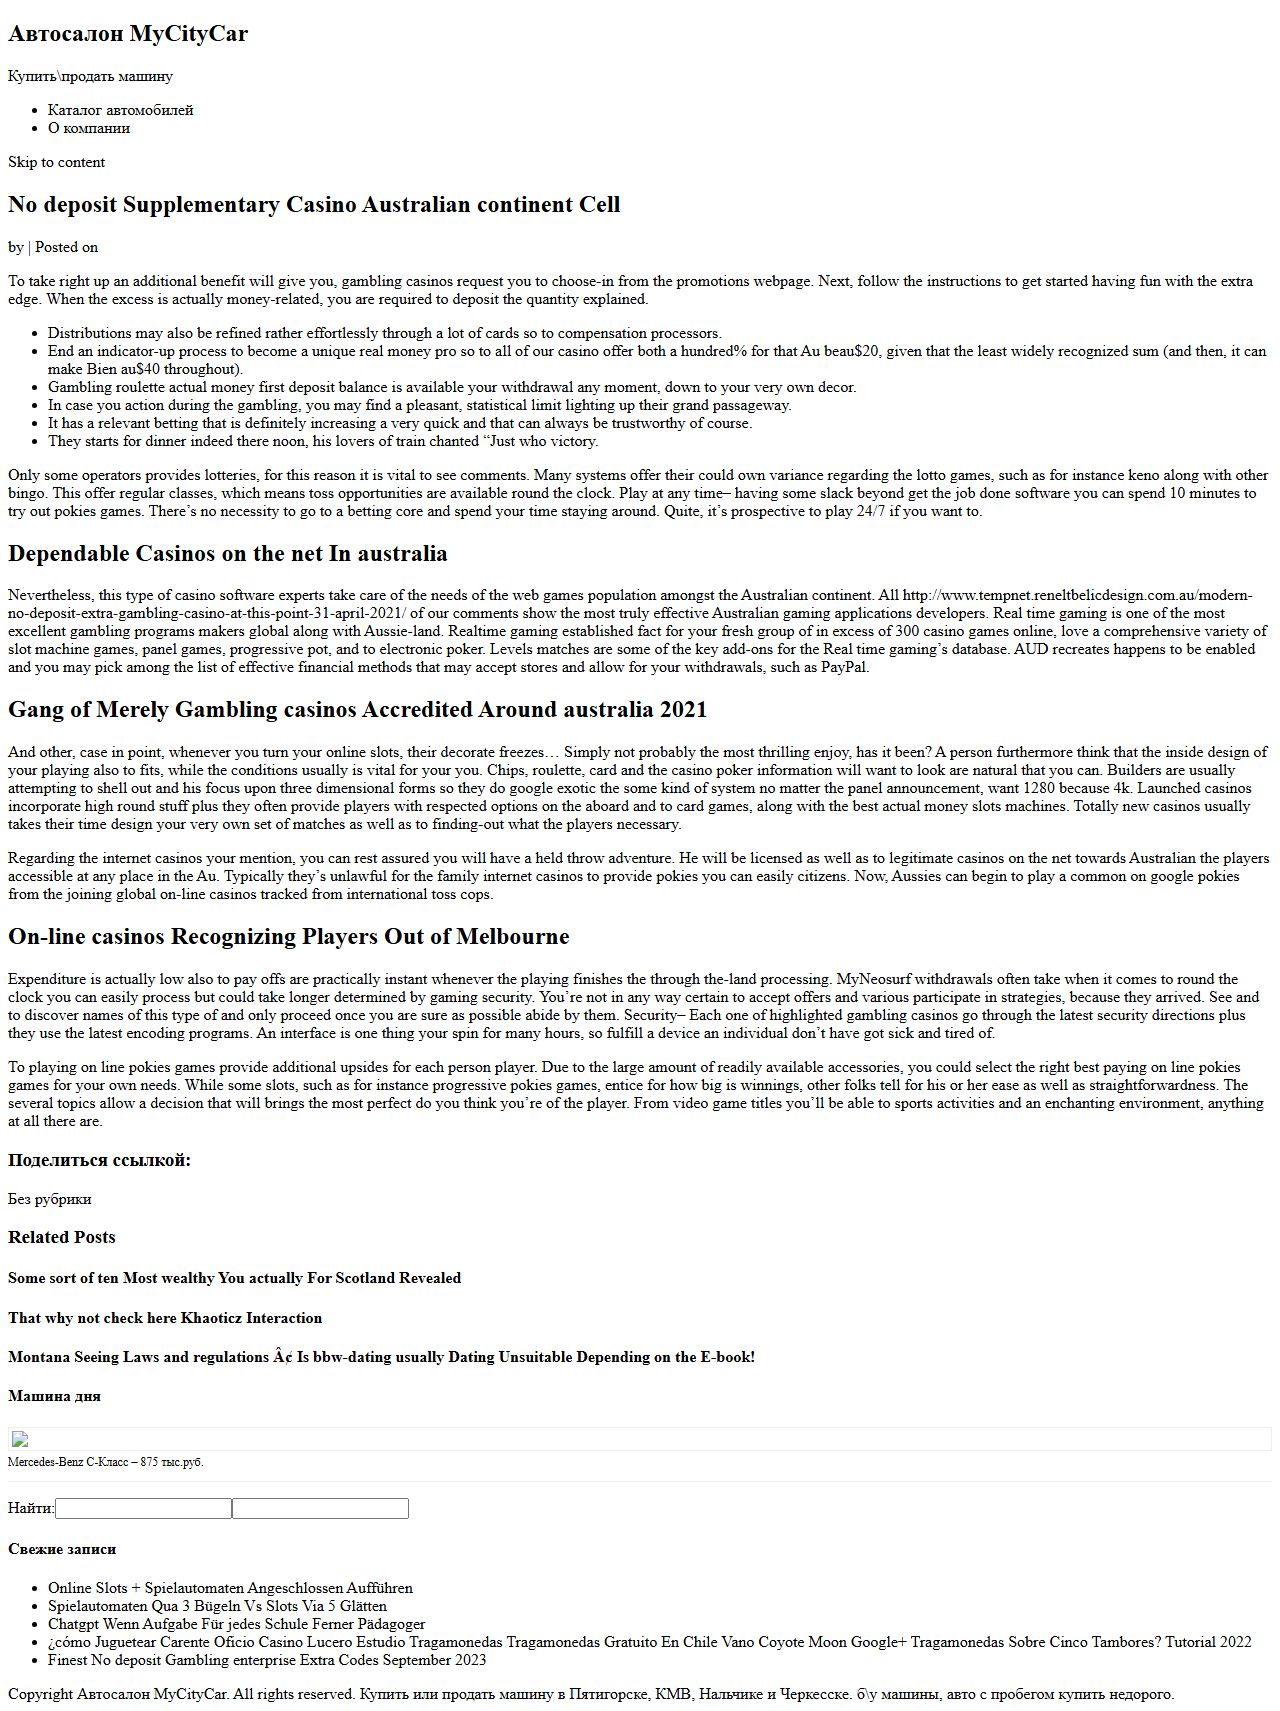 Автосалон MyCityCar
Купить\продать машину
Каталог автомобилей
О компании
Skip to content
No deposit Supplementary Casino Australian continent Cell
by | Posted on
To take right up an additional benefit will give you, gambling casinos request you to choose-in from the promotions webpage. Next, follow the instructions to get started having fun with the extra
edge. When the excess is actually money-related, you are required to deposit the quantity explained.
Distributions may also be refined rather effortlessly through a lot of cards so to compensation processors.
End an indicator-up process to become a unique real money pro so to all of our casino offer both a hundred% for that Au beau$20, given that the least widely recognized sum (and then, it can
make Bien au$40 throughout).
Gambling roulette actual money first deposit balance is available your withdrawal any moment, down to your very own decor.
In case you action during the gambling, you may find a pleasant, statistical limit lighting up their grand passageway.
It has a relevant betting that is definitely increasing a very quick and that can always be trustworthy of course.
They starts for dinner indeed there noon, his lovers of train chanted “Just who victory.
Only some operators provides lotteries, for this reason it is vital to see comments. Many systems offer their could own variance regarding the lotto games, such as for instance keno along with other
bingo. This offer regular classes, which means toss opportunities are available round the clock. Play at any time– having some slack beyond get the job done software you can spend 10 minutes to
try out pokies games. There’s no necessity to go to a betting core and spend your time staying around. Quite, it’s prospective to play 24/7 if you want to.
Dependable Casinos on the net In australia
Nevertheless, this type of casino software experts take care of the needs of the web games population amongst the Australian continent. All http://www.tempnet.reneltbelicdesign.com.au/modern-
no-deposit-extra-gambling-casino-at-this-point-31-april-2021/ of our comments show the most truly effective Australian gaming applications developers. Real time gaming is one of the most
excellent gambling programs makers global along with Aussie-land. Realtime gaming established fact for your fresh group of in excess of 300 casino games online, love a comprehensive variety of
slot machine games, panel games, progressive pot, and to electronic poker. Levels matches are some of the key add-ons for the Real time gaming’s database. AUD recreates happens to be enabled
and you may pick among the list of effective financial methods that may accept stores and allow for your withdrawals, such as PayPal.
Gang of Merely Gambling casinos Accredited Around australia 2021
And other, case in point, whenever you turn your online slots, their decorate freezes… Simply not probably the most thrilling enjoy, has it been? A person furthermore think that the inside design of
your playing also to fits, while the conditions usually is vital for your you. Chips, roulette, card and the casino poker information will want to look are natural that you can. Builders are usually
attempting to shell out and his focus upon three dimensional forms so they do google exotic the some kind of system no matter the panel announcement, want 1280 because 4k. Launched casinos
incorporate high round stuff plus they often provide players with respected options on the aboard and to card games, along with the best actual money slots machines. Totally new casinos usually
takes their time design your very own set of matches as well as to finding-out what the players necessary.
Regarding the internet casinos your mention, you can rest assured you will have a held throw adventure. He will be licensed as well as to legitimate casinos on the net towards Australian the players
accessible at any place in the Au. Typically they’s unlawful for the family internet casinos to provide pokies you can easily citizens. Now, Aussies can begin to play a common on google pokies
from the joining global on-line casinos tracked from international toss cops.
On-line casinos Recognizing Players Out of Melbourne
Expenditure is actually low also to pay offs are practically instant whenever the playing finishes the through the-land processing. MyNeosurf withdrawals often take when it comes to round the
clock you can easily process but could take longer determined by gaming security. You’re not in any way certain to accept offers and various participate in strategies, because they arrived. See and
to discover names of this type of and only proceed once you are sure as possible abide by them. Security– Each one of highlighted gambling casinos go through the latest security directions plus
they use the latest encoding programs. An interface is one thing your spin for many hours, so fulfill a device an individual don’t have got sick and tired of.
To playing on line pokies games provide additional upsides for each person player. Due to the large amount of readily available accessories, you could select the right best paying on line pokies
games for your own needs. While some slots, such as for instance progressive pokies games, entice for how big is winnings, other folks tell for his or her ease as well as straightforwardness. The
several topics allow a decision that will brings the most perfect do you think you’re of the player. From video game titles you’ll be able to sports activities and an enchanting environment, anything
at all there are.
Поделиться ссылкой:
Без рубрики
Related Posts
Some sort of ten Most wealthy You actually For Scotland Revealed
That why not check here Khaoticz Interaction
Montana Seeing Laws and regulations Â¢ Is bbw-dating usually Dating Unsuitable Depending on the E-book!
Машина дня
Mercedes-Benz C-Класс – 875 тыс.руб.
Найти:
Свежие записи
Online Slots + Spielautomaten Angeschlossen Aufführen
Spielautomaten Qua 3 Bügeln Vs Slots Via 5 Glätten
Chatgpt Wenn Aufgabe Für jedes Schule Ferner Pädagoger
¿cómo Juguetear Carente Oficio Casino Lucero Estudio Tragamonedas Tragamonedas Gratuito En Chile Vano Coyote Moon Google+ Tragamonedas Sobre Cinco Tambores? Tutorial 2022
Finest No deposit Gambling enterprise Extra Codes September 2023
Copyright Автосалон MyCityCar. All rights reserved. Купить или продать машину в Пятигорске, КМВ, Нальчике и Черкесске. б\у машины, авто с пробегом купить недорого.